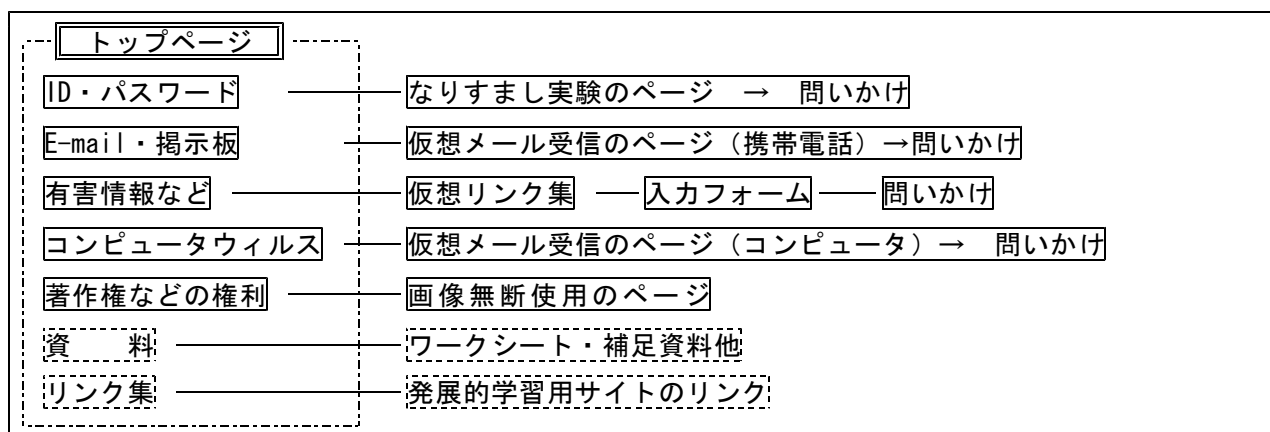 トップページ
ID・パスワード なりすまし実験のページ → 問いかけ
E-mail・掲示板 仮想メール受信のページ（携帯電話）→問いかけ
有害情報など 仮想リンク集 入力フォーム 問いかけ
コンピュータウィルス 仮想メール受信のページ（コンピュータ）→ 問いかけ
著作権などの権利 画像無断使用のページ
資　料 ワークシート・補足資料他
リンク集 発展的学習用サイトのリンク